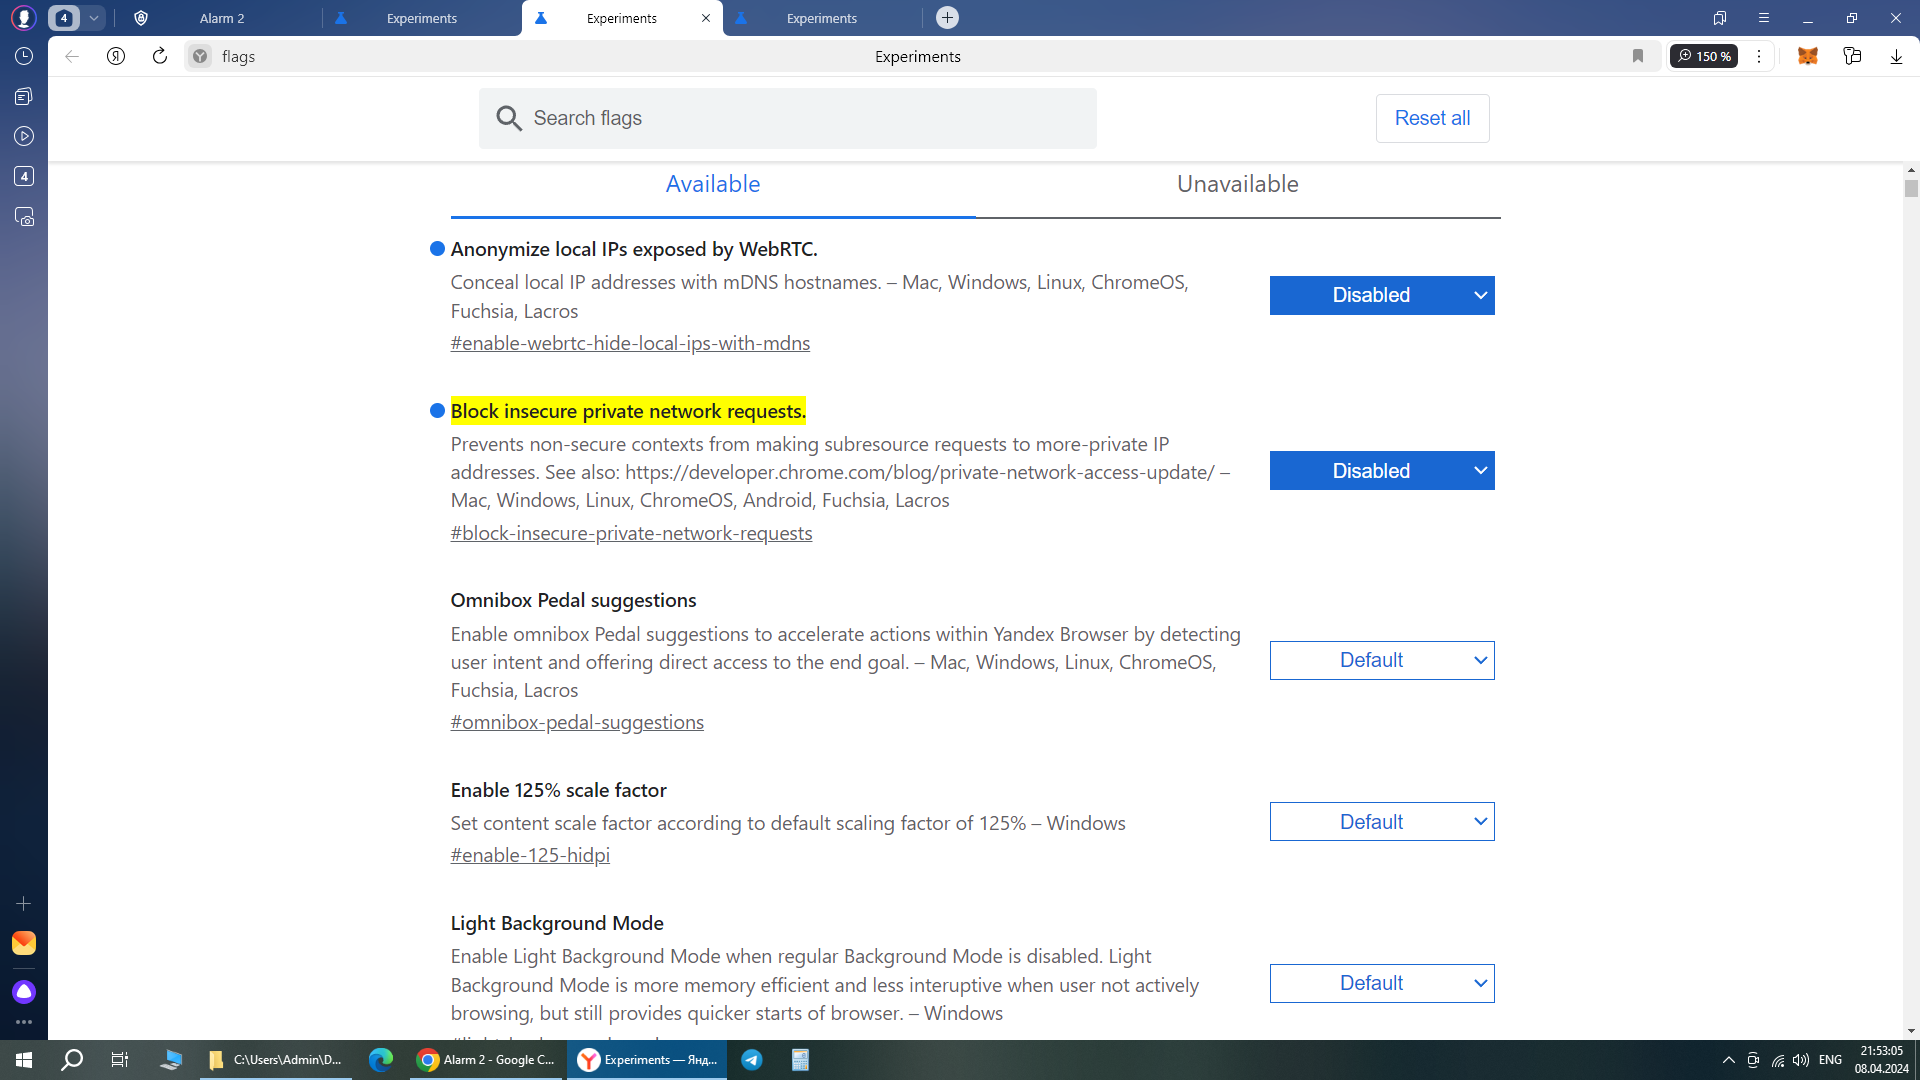 4
Alarm 2
Experiments
Experiments
Experiments
flags
Experiments
150 %
Search flags
Reset all
4
Available
Unavailable
Anonymize local IPs exposed by WebRTC.
Conceal local IP addresses with mDNS hostnames. – Mac, Windows, Linux, ChromeOS,
Fuchsia, Lacros
#enable-webrtc-hide-local-ips-with-mdns
Disabled
Block insecure private network requests.
Prevents non-secure contexts from making subresource requests to more-private IP
addresses. See also: https://developer.chrome.com/blog/private-network-access-update/ –
Mac, Windows, Linux, ChromeOS, Android, Fuchsia, Lacros
#block-insecure-private-network-requests
Disabled
Omnibox Pedal suggestions
Enable omnibox Pedal suggestions to accelerate actions within Yandex Browser by detecting
user intent and offering direct access to the end goal. – Mac, Windows, Linux, ChromeOS,
Fuchsia, Lacros
#omnibox-pedal-suggestions
Default
Enable 125% scale factor
Set content scale factor according to default scaling factor of 125% – Windows
#enable-125-hidpi
Default
Light Background Mode
Enable Light Background Mode when regular Background Mode is disabled. Light
Background Mode is more memory efficient and less interuptive when user not actively
browsing, but still provides quicker starts of browser. – Windows
Default
C:\Users\Admin\D...
Alarm 2 - Google C...
Experiments — Янд...
ENG
21:53:05
08.04.2024